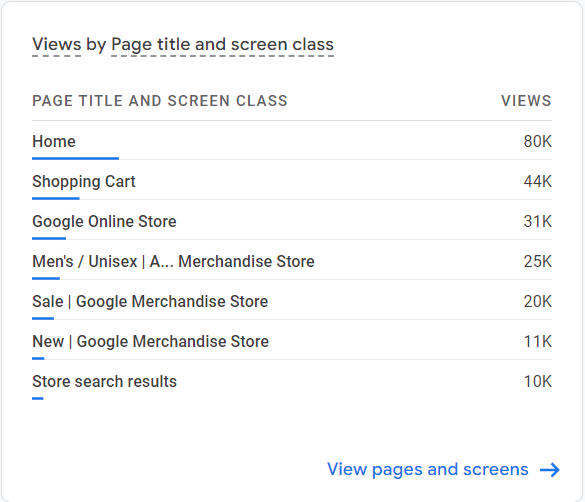 Views by Page title and screen class
PAGE TITLE AND SCREEN CLASS VIEWS
Home 80K
Shopping Cart 44K
Google Online Store 31K
Men's / Unisex | A... Merchandise Store 25K
Sale | Google Merchandise Store 20K
New | Google Merchandise Store 11K
Store search results 10K
View pages and screens →